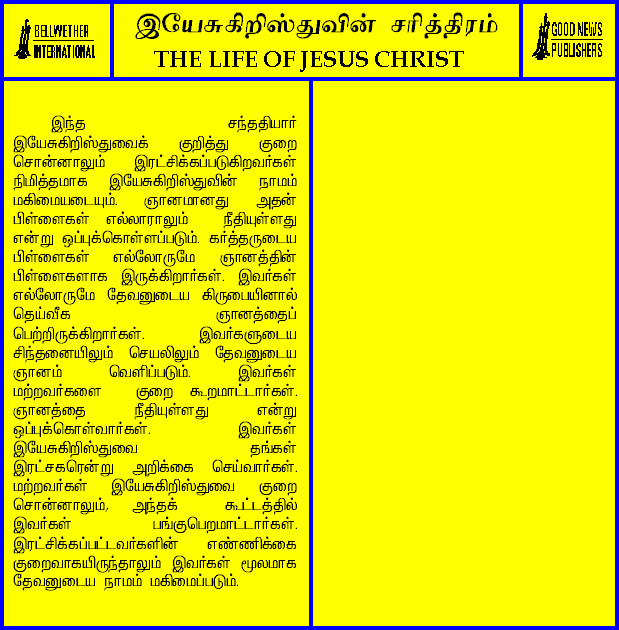 BELLWETHER
INTERNATIONAL
இயேசுகிறிஸ்துவின் சரித்திரம்
THE LIFE OF JESUS CHRIST
GOOD NEWS
PUBLISHERS
இந்த சந்ததியார்
இயேசுகிறிஸ்துவைக் குறித்து குறை
சொன்னாலும் இரட்சிக்கப்படுகிறவர்கள்
நிமித்தமாக இயேசுகிறிஸ்துவின் நாமம்
மகிமையடையும். ஞானமானது அதன்
பிள்ளைகள் எல்லாராலும் நீதியுள்ளது
என்று ஒப்புக்கொள்ளப்படும். கர்த்தருடைய
பிள்ளைகள் எல்லோருமே ஞானத்தின்
பிள்ளைகளாக இருக்கிறார்கள். இவர்கள்
எல்லோருமே தேவனுடைய கிருபையினால்
தெய்வீக ஞானத்தைப்
பெற்றிருக்கிறார்கள். இவர்களுடைய
சிந்தனையிலும் செயலிலும் தேவனுடைய
ஞானம் வெளிப்படும். இவர்கள்
மற்றவர்களை குறை கூறமாட்டார்கள்.
ஞானத்தை நீதியுள்ளது என்று
ஒப்புக்கொள்வார்கள். இவர்கள்
இயேசுகிறிஸ்துவை தங்கள்
இரட்சகரென்று அறிக்கை செய்வார்கள்.
மற்றவர்கள் இயேசுகிறிஸ்துவை குறை
சொன்னாலும், அந்தக் கூட்டத்தில்
இவர்கள் பங்குபெறமாட்டார்கள்.
இரட்சிக்கப்பட்டவர்களின் எண்ணிக்கை
குறைவாகயிருந்தாலும் இவர்கள் மூலமாக
தேவனுடைய நாமம் மகிமைப்படும்.